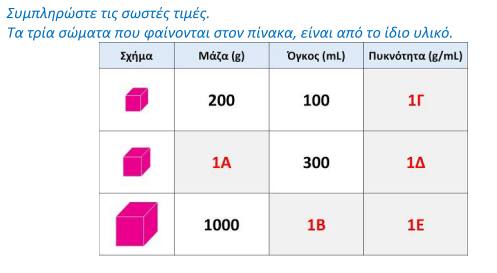 Συμπληρώστε τις σωστές τιμές.
Τα τρία σώματα που φαίνονται στον πίνακα, είναι από το ίδιο υλικό.
Σχήμα Μάζα (g) Όγκος (mL) Πυκνότητα (g/mL)
200 100 1Γ
1Α 300 1Δ
1000 1Β 1Ε